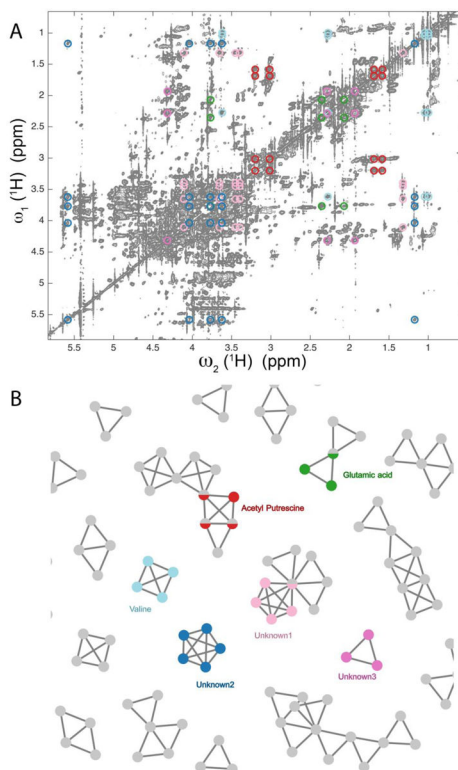 A
1
1.5
2
2.5
3
3.5
4
4.5
5
5.5
ω₁ (¹H) (ppm)
5.5 5 4.5 4 3.5 3 2.5 2 1.5 1
ω₂ (¹H) (ppm)
B
Glutamic acid
Acetyl Putrescine
Valine
Unknown1
Unknown2
Unknown3